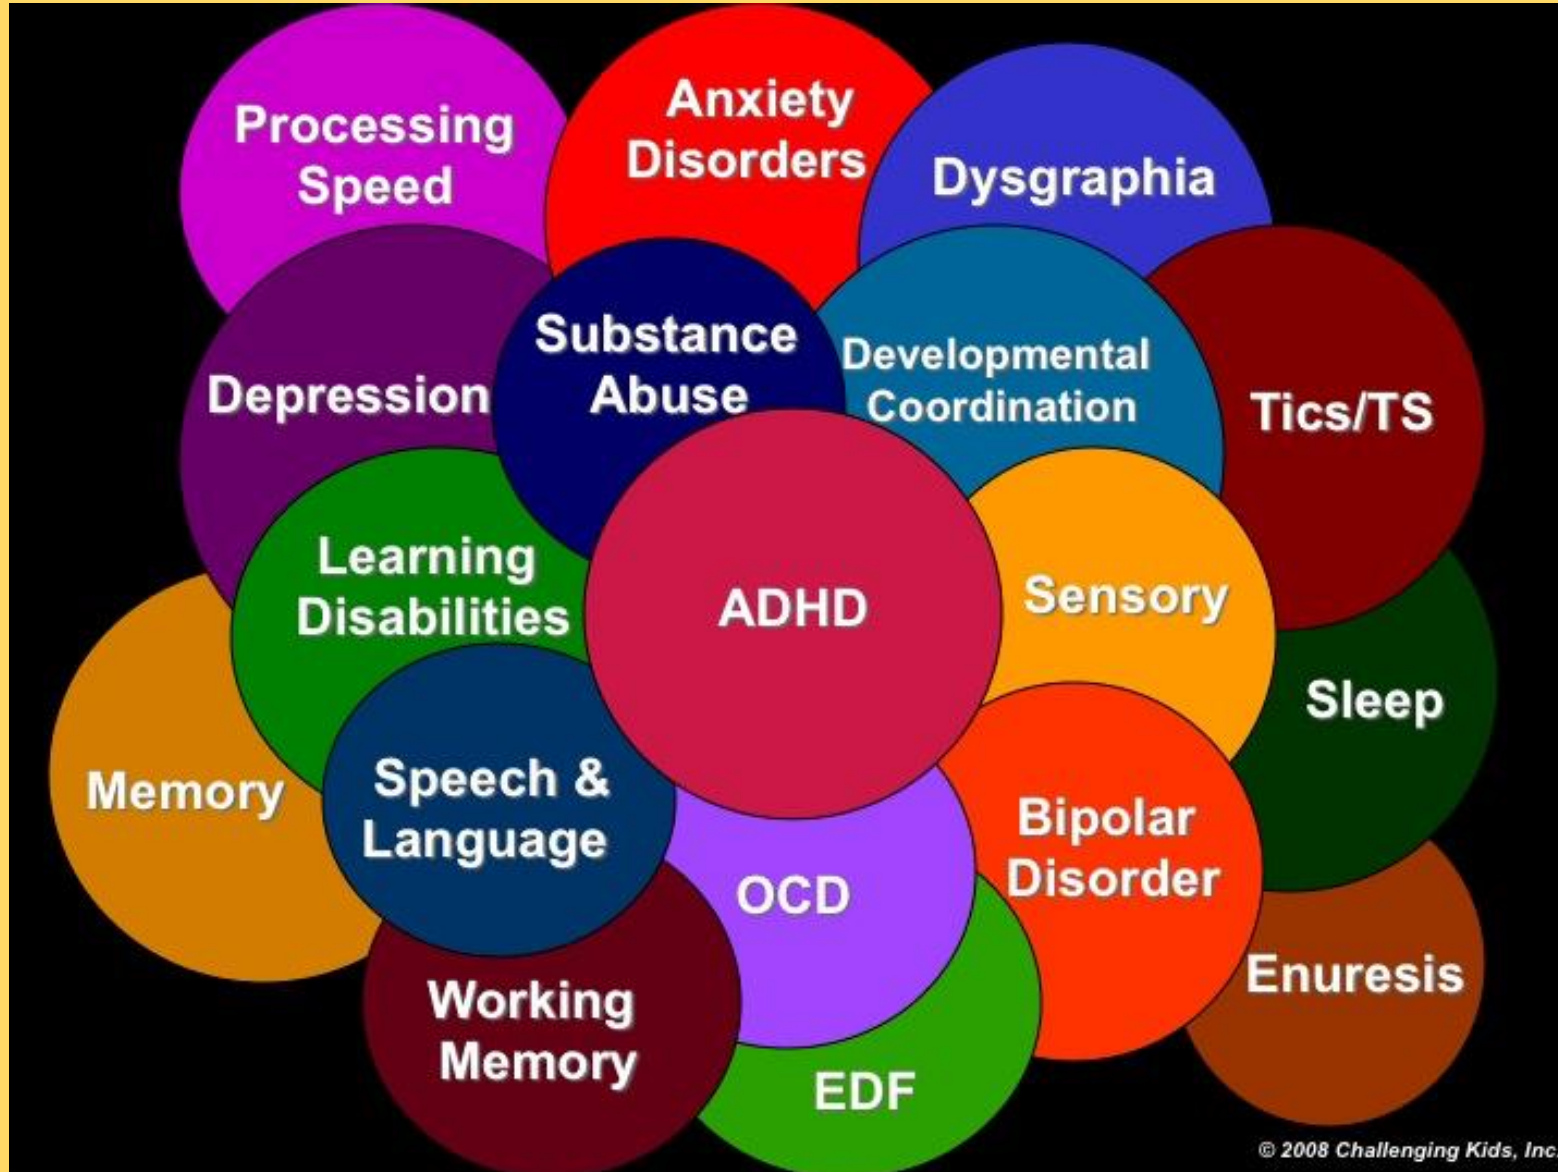 Processing
Speed
Anxiety
Disorders
Dysgraphia
Depression
Substance
Abuse
Developmental
Coordination
Tics/TS
Learning
Disabilities
ADHD
Sensory
Sleep
Memory
Speech &
Language
OCD
Bipolar
Disorder
Enuresis
Working
Memory
EDF
© 2008 Challenging Kids, Inc.